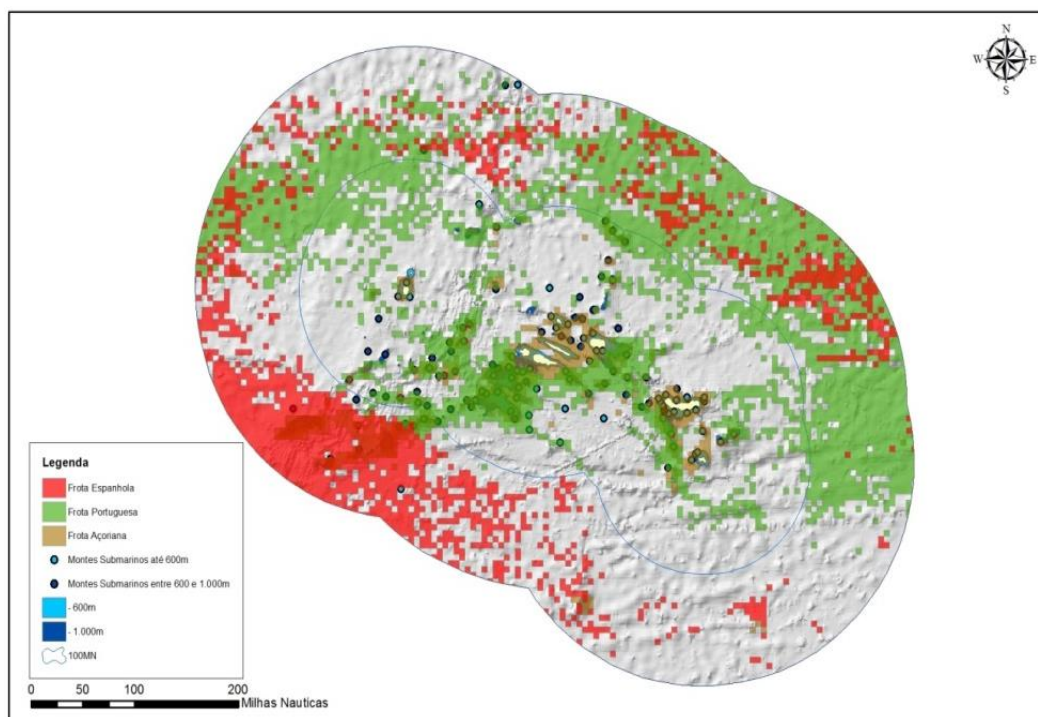 N
W E
S
Legenda
Frota Espanhola
Frota Portuguesa
Frota Açoriana
Montes Submarinos até 600m
Montes Submarinos entre 600 e 1.000m
- 600m
- 1.000m
100MN
0 50 100 200
Milhas Nauticas